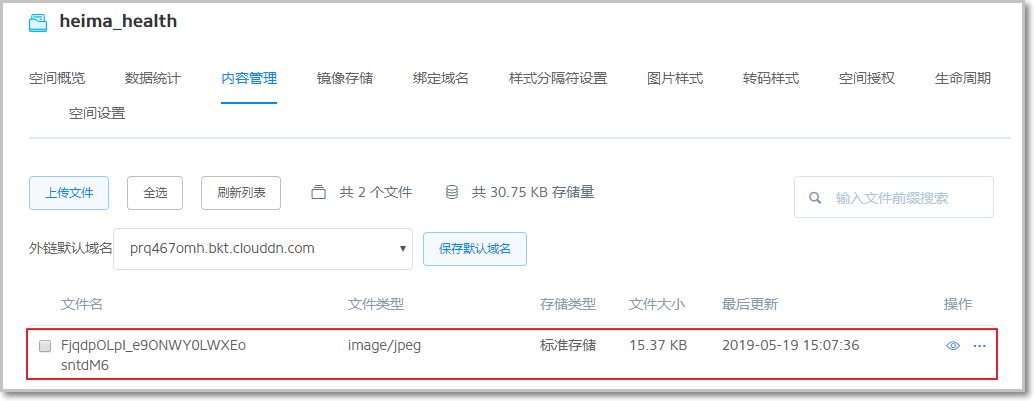 heima_health
空间概览 数据统计 内容管理 镜像存储 绑定域名 样式分隔符设置 图片样式 转码样式 空间授权 生命周期
空间设置
上传文件 全选 刷新列表 共 2 个文件 共 30.75 KB 存储量 输入文件前缀搜索
外链默认域名 prq467omh.bkt.clouddn.com 保存默认域名
文件名 文件类型 存储类型 文件大小 最后更新 操作
FjqdpOLpI_e9ONWY0LWXEo image/jpeg 标准存储 15.37 KB 2019-05-19 15:07:36
sntdM6